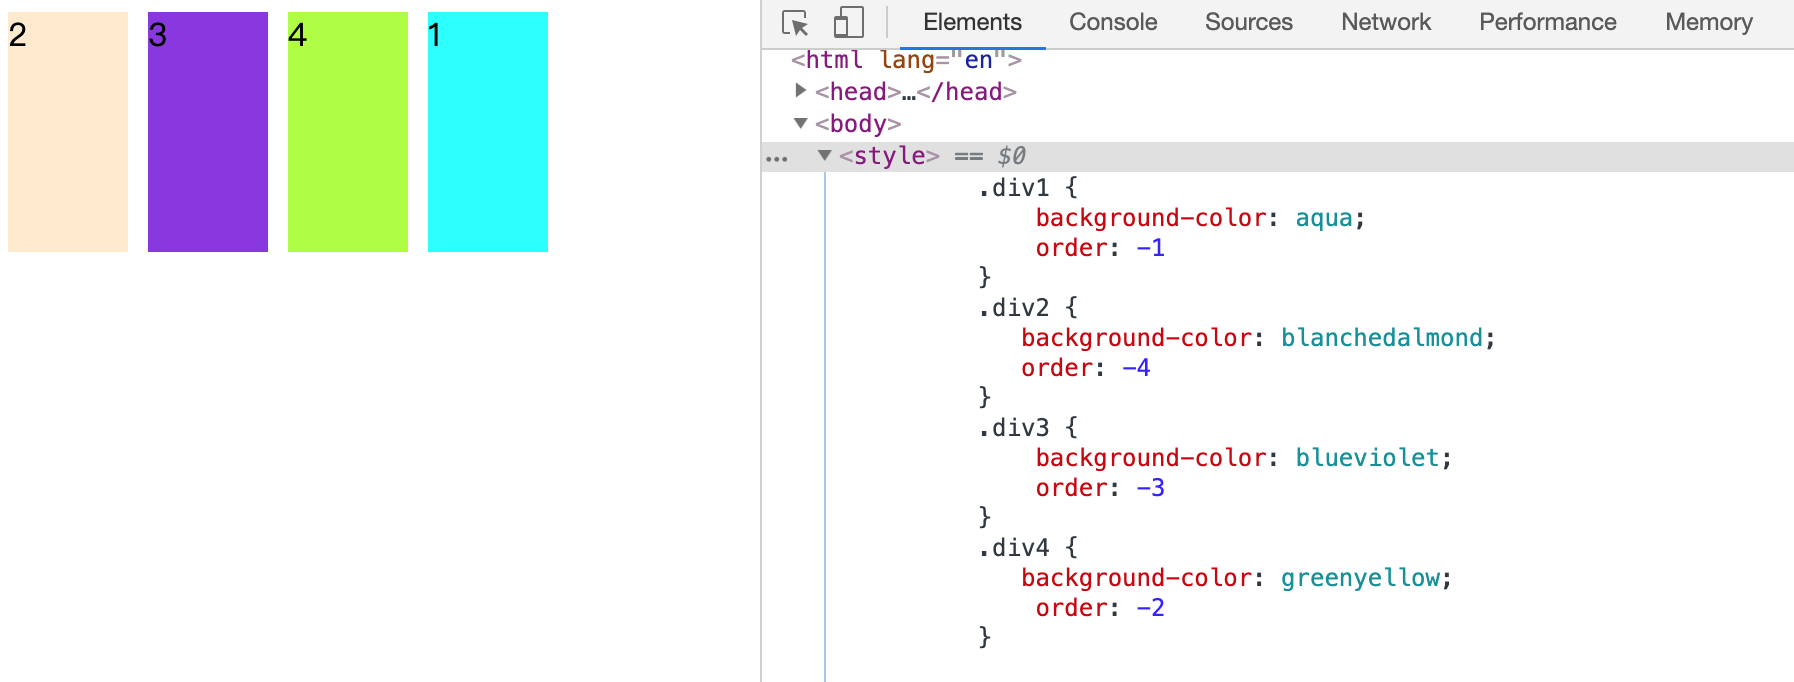 2 3 4 1
Elements Console Sources Network Performance Memory
<html lang="en">
<head>…</head>
<body>
… <style> == $0
.div1 {
background-color: aqua;
order: -1
}
.div2 {
background-color: blanchedalmond;
order: -4
}
.div3 {
background-color: blueviolet;
order: -3
}
.div4 {
background-color: greenyellow;
order: -2
}